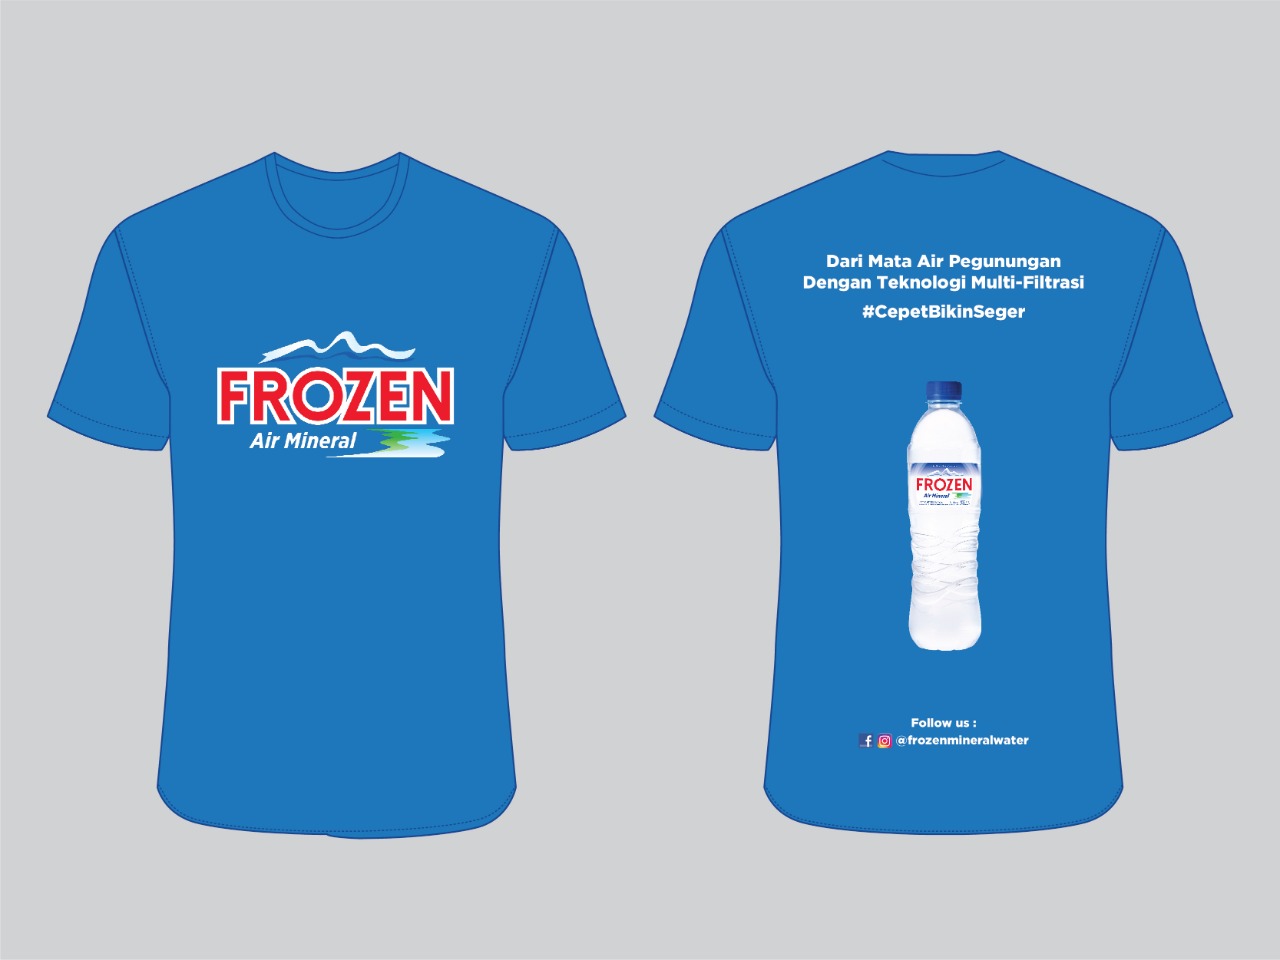 FROZEN
Air Mineral
Dari Mata Air Pegunungan
Dengan Teknologi Multi-Filtrasi
#CepetBikinSeger
FROZEN
Air Mineral
Follow us :
@frozenmineralwater